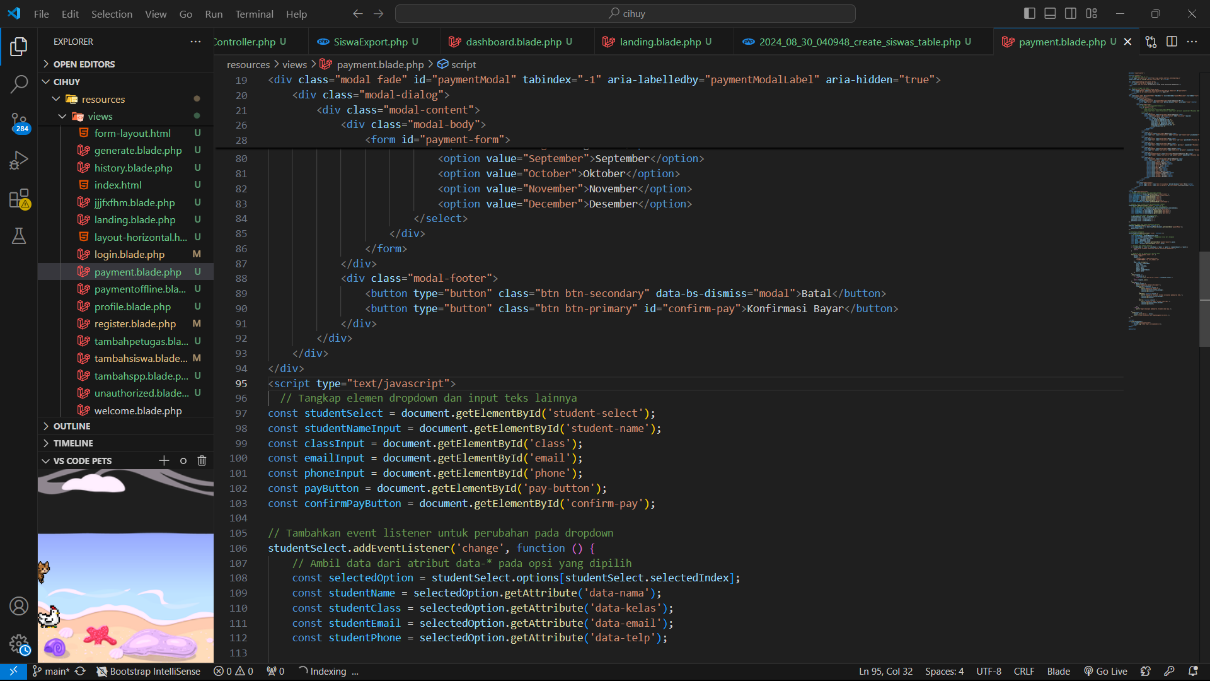 File Edit Selection View Go Run Terminal Help
cihuy
EXPLORER
Controller.php U
SiswaExport.php U
dashboard.blade.php U
landing.blade.php U
2024_08_30_040948_create_siswas_table.php U
payment.blade.php U
OPEN EDITORS
CIHUY
resources
views
form-layout.html U
generate.blade.php U
history.blade.php U
index.html U
jjjfxfhm.blade.php U
landing.blade.php U
layout-horizontal.h... U
login.blade.php M
payment.blade.php U
paymentoffline.bla... U
profile.blade.php U
register.blade.php M
tambahpetugas.bla... U
tambahsiswa.blade... M
tambahspp.blade.p... U
unauthorized.blade... U
welcome.blade.php
OUTLINE
TIMELINE
VS CODE PETS
284
resources > views > payment.blade.php > script
19 <div class="modal fade" id="paymentModal" tabindex="-1" aria-labelledby="paymentModalLabel" aria-hidden="true">
20 <div class="modal-dialog">
21 <div class="modal-content">
26 <div class="modal-body">
28 <form id="payment-form">
80 <option value="September">September</option>
81 <option value="October">Oktober</option>
82 <option value="November">November</option>
83 <option value="December">Desember</option>
84 </select>
85 </div>
86 </form>
87 </div>
88 <div class="modal-footer">
89 <button type="button" class="btn btn-secondary" data-bs-dismiss="modal">Batal</button>
90 <button type="button" class="btn btn-primary" id="confirm-pay">Konfirmasi Bayar</button>
91 </div>
92 </div>
93 </div>
94 </div>
95 <script type="text/javascript">
96 // Tangkap elemen dropdown dan input teks lainnya
97 const studentSelect = document.getElementById('student-select');
98 const studentNameInput = document.getElementById('student-name');
99 const classInput = document.getElementById('class');
100 const emailInput = document.getElementById('email');
101 const phoneInput = document.getElementById('phone');
102 const payButton = document.getElementById('pay-button');
103 const confirmPayButton = document.getElementById('confirm-pay');
104
105 // Tambahkan event listener untuk perubahan pada dropdown
106 studentSelect.addEventListener('change', function () {
107 // Ambil data dari atribut data-* pada opsi yang dipilih
108 const selectedOption = studentSelect.options[studentSelect.selectedIndex];
109 const studentName = selectedOption.getAttribute('data-nama');
110 const studentClass = selectedOption.getAttribute('data-kelas');
111 const studentEmail = selectedOption.getAttribute('data-email');
112 const studentPhone = selectedOption.getAttribute('data-telp');
113
main* Bootstrap IntelliSense 0 0 0 Indexing ... Ln 95, Col 32 Spaces: 4 UTF-8 CRLF Blade Go Live